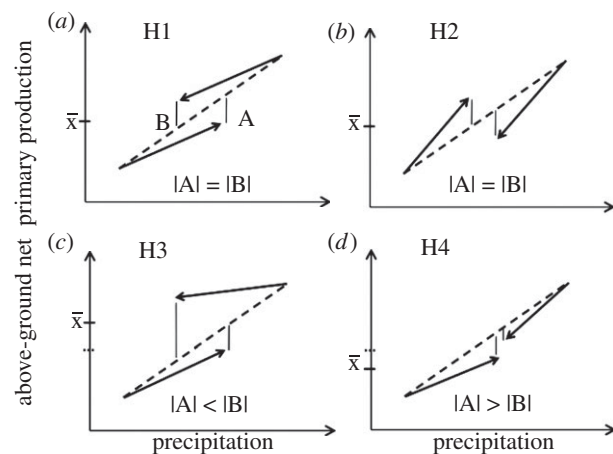 (a)
H1
x̄
B
A
|A| = |B|
(b)
H2
x̄
|A| = |B|
(c)
H3
x̄
|A| < |B|
(d)
H4
x̄
|A| > |B|
above-ground net primary production
precipitation
precipitation